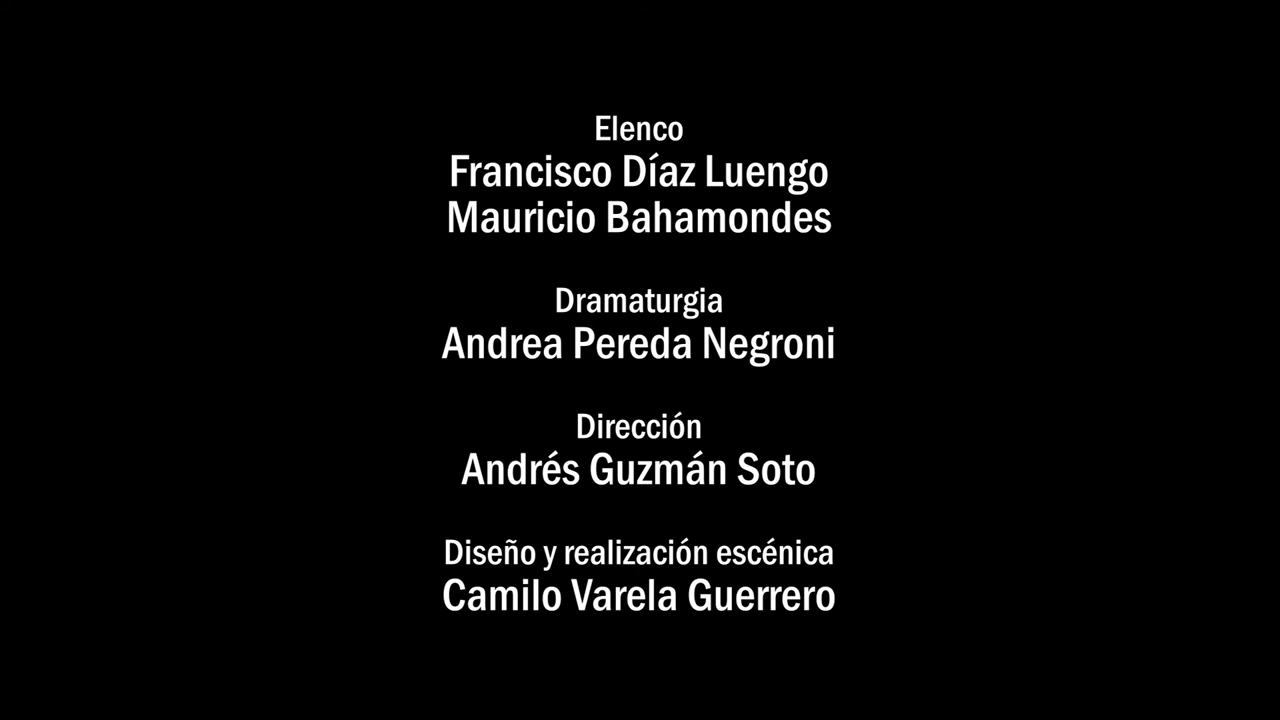 Elenco
Francisco Díaz Luengo
Mauricio Bahamondes
Dramaturgia
Andrea Pereda Negroni
Dirección
Andrés Guzmán Soto
Diseño y realización escénica
Camilo Varela Guerrero